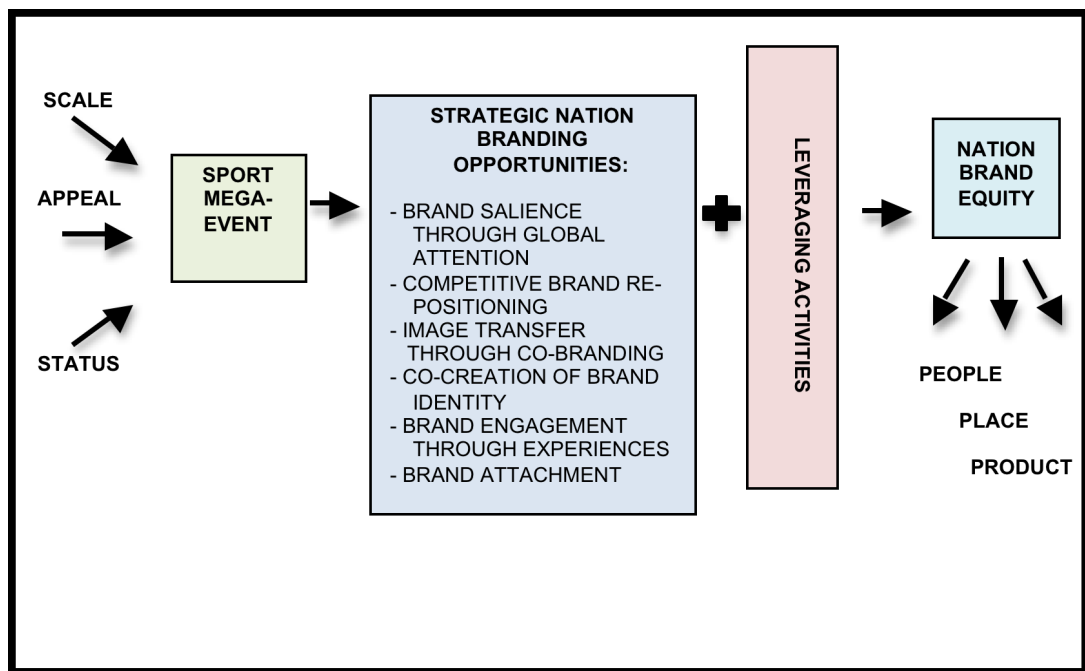 SCALE
APPEAL
STATUS
SPORT
MEGA-
EVENT
STRATEGIC NATION
BRANDING
OPPORTUNITIES:
- BRAND SALIENCE
THROUGH GLOBAL
ATTENTION
- COMPETITIVE BRAND RE-
POSITIONING
- IMAGE TRANSFER
THROUGH CO-BRANDING
- CO-CREATION OF BRAND
IDENTITY
- BRAND ENGAGEMENT
THROUGH EXPERIENCES
- BRAND ATTACHMENT
LEVERAGING ACTIVITIES
NATION
BRAND
EQUITY
PEOPLE
PLACE
PRODUCT